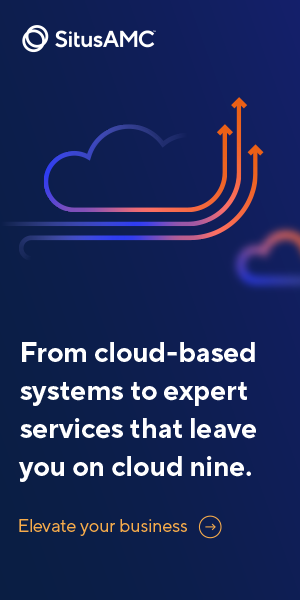 SitusAMC
From cloud-based
systems to expert
services that leave
you on cloud nine.
Elevate your business